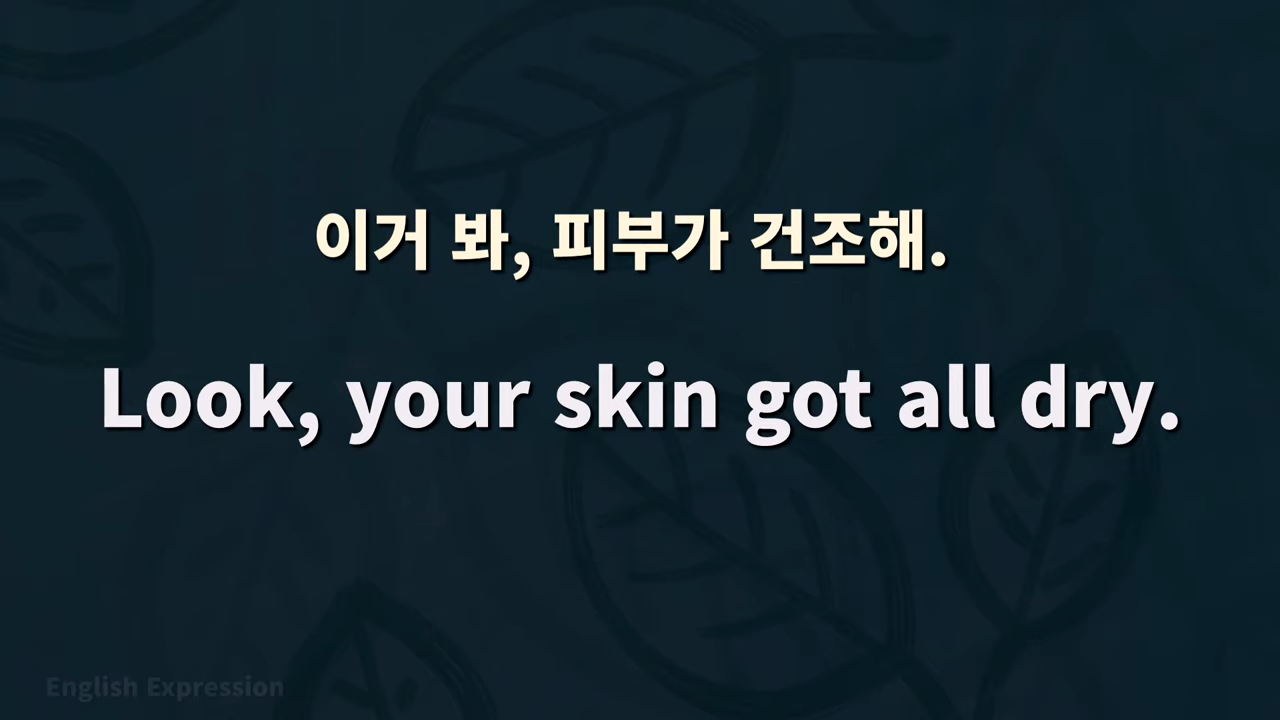 이거 봐, 피부가 건조해.
Look, your skin got all dry.
English Expression